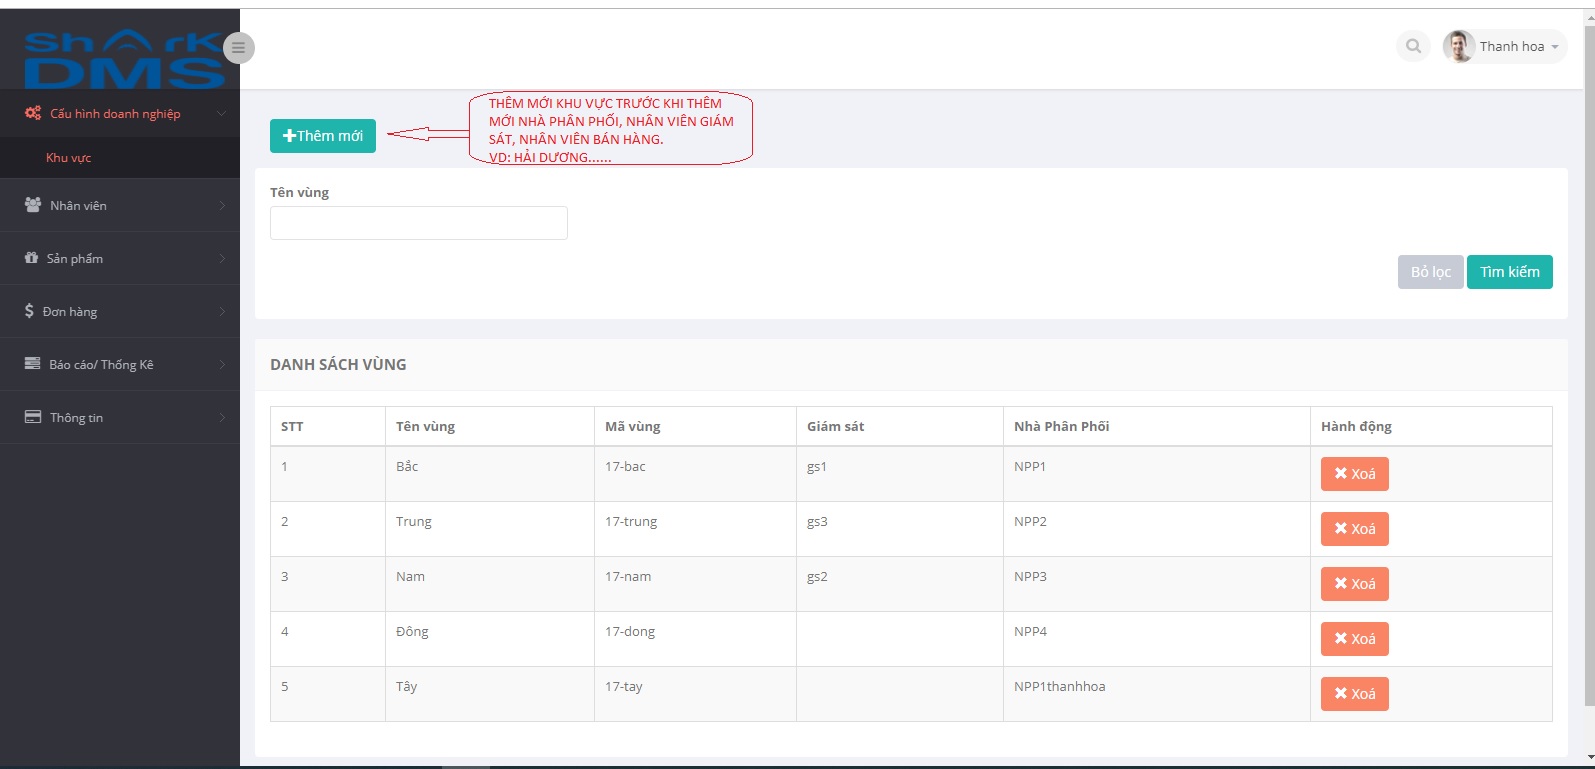 Shark
DMS
Thanh hoa
Cấu hình doanh nghiệp
Khu vực
Nhân viên
Sản phẩm
Đơn hàng
Báo cáo/ Thống Kê
Thông tin
Thêm mới
THÊM MỚI KHU VỰC TRƯỚC KHI THÊM
MỚI NHÀ PHÂN PHỐI, NHÂN VIÊN GIÁM
SÁT, NHÂN VIÊN BÁN HÀNG.
VD: HẢI DƯƠNG......
Tên vùng
Bỏ lọc Tìm kiếm
DANH SÁCH VÙNG
STT Tên vùng Mã vùng Giám sát Nhà Phân Phối Hành động
1 Bắc 17-bac gs1 NPP1 Xoá
2 Trung 17-trung gs3 NPP2 Xoá
3 Nam 17-nam gs2 NPP3 Xoá
4 Đông 17-dong NPP4 Xoá
5 Tây 17-tay NPP1thanhhoa Xoá